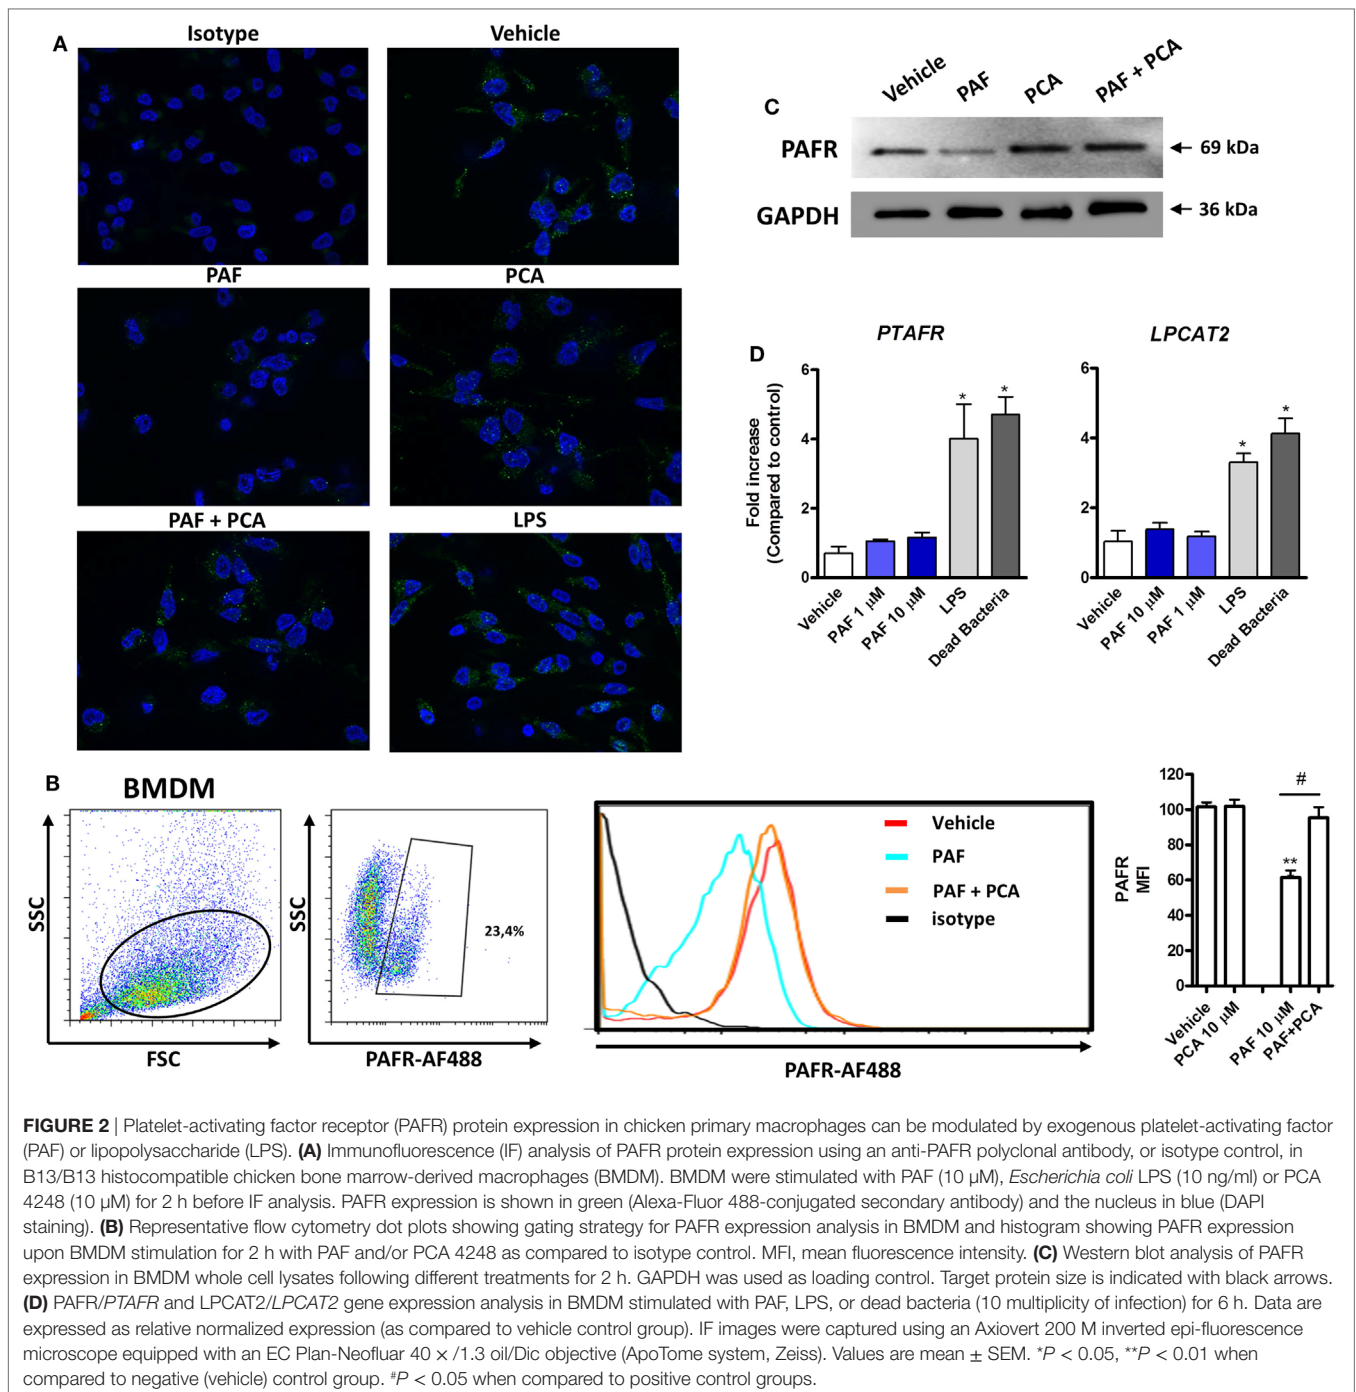 A
Isotype
Vehicle
PAF
PCA
PAF + PCA
LPS
C
Vehicle
PAF
PCA
PAF + PCA
PAFR
69 kDa
GAPDH
36 kDa
D
PTAFR
Fold increase
(Compared to control)
6
4
2
0
*
*
Vehicle
PAF 1 µM
PAF 10 µM
LPS
Dead Bacteria
LPCAT2
6
4
2
0
*
*
Vehicle
PAF 10 µM
PAF 1 µM
LPS
Dead Bacteria
B
BMDM
SSC
FSC
SSC
23,4%
PAFR-AF488
Vehicle
PAF
PAF + PCA
isotype
PAFR-AF488
PAFR
MFI
120
100
80
60
40
20
0
**
#
Vehicle
PCA 10 µM
PAF 10 µM
PAF+PCA
FIGURE 2 | Platelet-activating factor receptor (PAFR) protein expression in chicken primary macrophages can be modulated by exogenous platelet-activating factor
(PAF) or lipopolysaccharide (LPS). (A) Immunofluorescence (IF) analysis of PAFR protein expression using an anti-PAFR polyclonal antibody, or isotype control, in
B13/B13 histocompatible chicken bone marrow-derived macrophages (BMDM). BMDM were stimulated with PAF (10 µM), Escherichia coli LPS (10 ng/ml) or PCA
4248 (10 µM) for 2 h before IF analysis. PAFR expression is shown in green (Alexa-Fluor 488-conjugated secondary antibody) and the nucleus in blue (DAPI
staining). (B) Representative flow cytometry dot plots showing gating strategy for PAFR expression analysis in BMDM and histogram showing PAFR expression
upon BMDM stimulation for 2 h with PAF and/or PCA 4248 as compared to isotype control. MFI, mean fluorescence intensity. (C) Western blot analysis of PAFR
expression in BMDM whole cell lysates following different treatments for 2 h. GAPDH was used as loading control. Target protein size is indicated with black arrows.
(D) PAFR/PTAFR and LPCAT2/LPCAT2 gene expression analysis in BMDM stimulated with PAF, LPS, or dead bacteria (10 multiplicity of infection) for 6 h. Data are
expressed as relative normalized expression (as compared to vehicle control group). IF images were captured using an Axiovert 200 M inverted epi-fluorescence
microscope equipped with an EC Plan-Neofluar 40 × /1.3 oil/Dic objective (ApoTome system, Zeiss). Values are mean ± SEM. *P < 0.05, **P < 0.01 when
compared to negative (vehicle) control group. #P < 0.05 when compared to positive control groups.